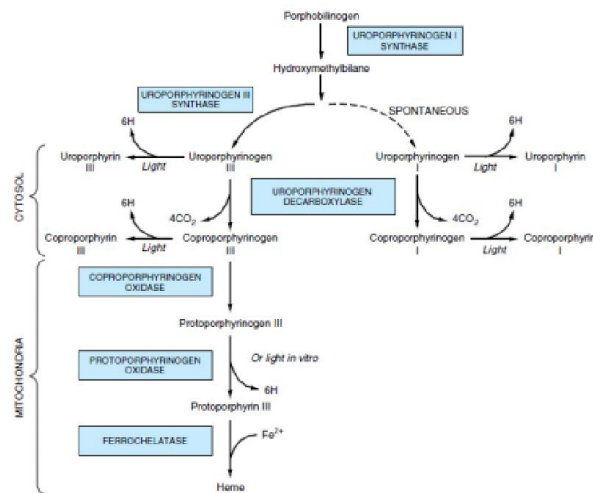 Porphobilinogen
UROPORPHYRINOGEN I
SYNTHASE
Hydroxymethylbilane
UROPORPHYRINOGEN III
SYNTHASE
SPONTANEOUS
6H
6H
Uroporphyrin
III
Light
Uroporphyrinogen
III
Uroporphyrinogen
I
Light
Uroporphyrin
I
CYTOSOL
6H
4CO2
UROPORPHYRINOGEN
DECARBOXYLASE
4CO2
6H
Coproporphyrin
III
Light
Coproporphyrinogen
III
Coproporphyrinogen
I
Light
Coproporphyrin
I
MITOCHONDRIA
COPROPORPHYRINOGEN
OXIDASE
Protoporphyrinogen III
PROTOPORPHYRINOGEN
OXIDASE
Or light in vitro
6H
Protoporphyrin III
FERROCHELATASE
Fe2+
Heme